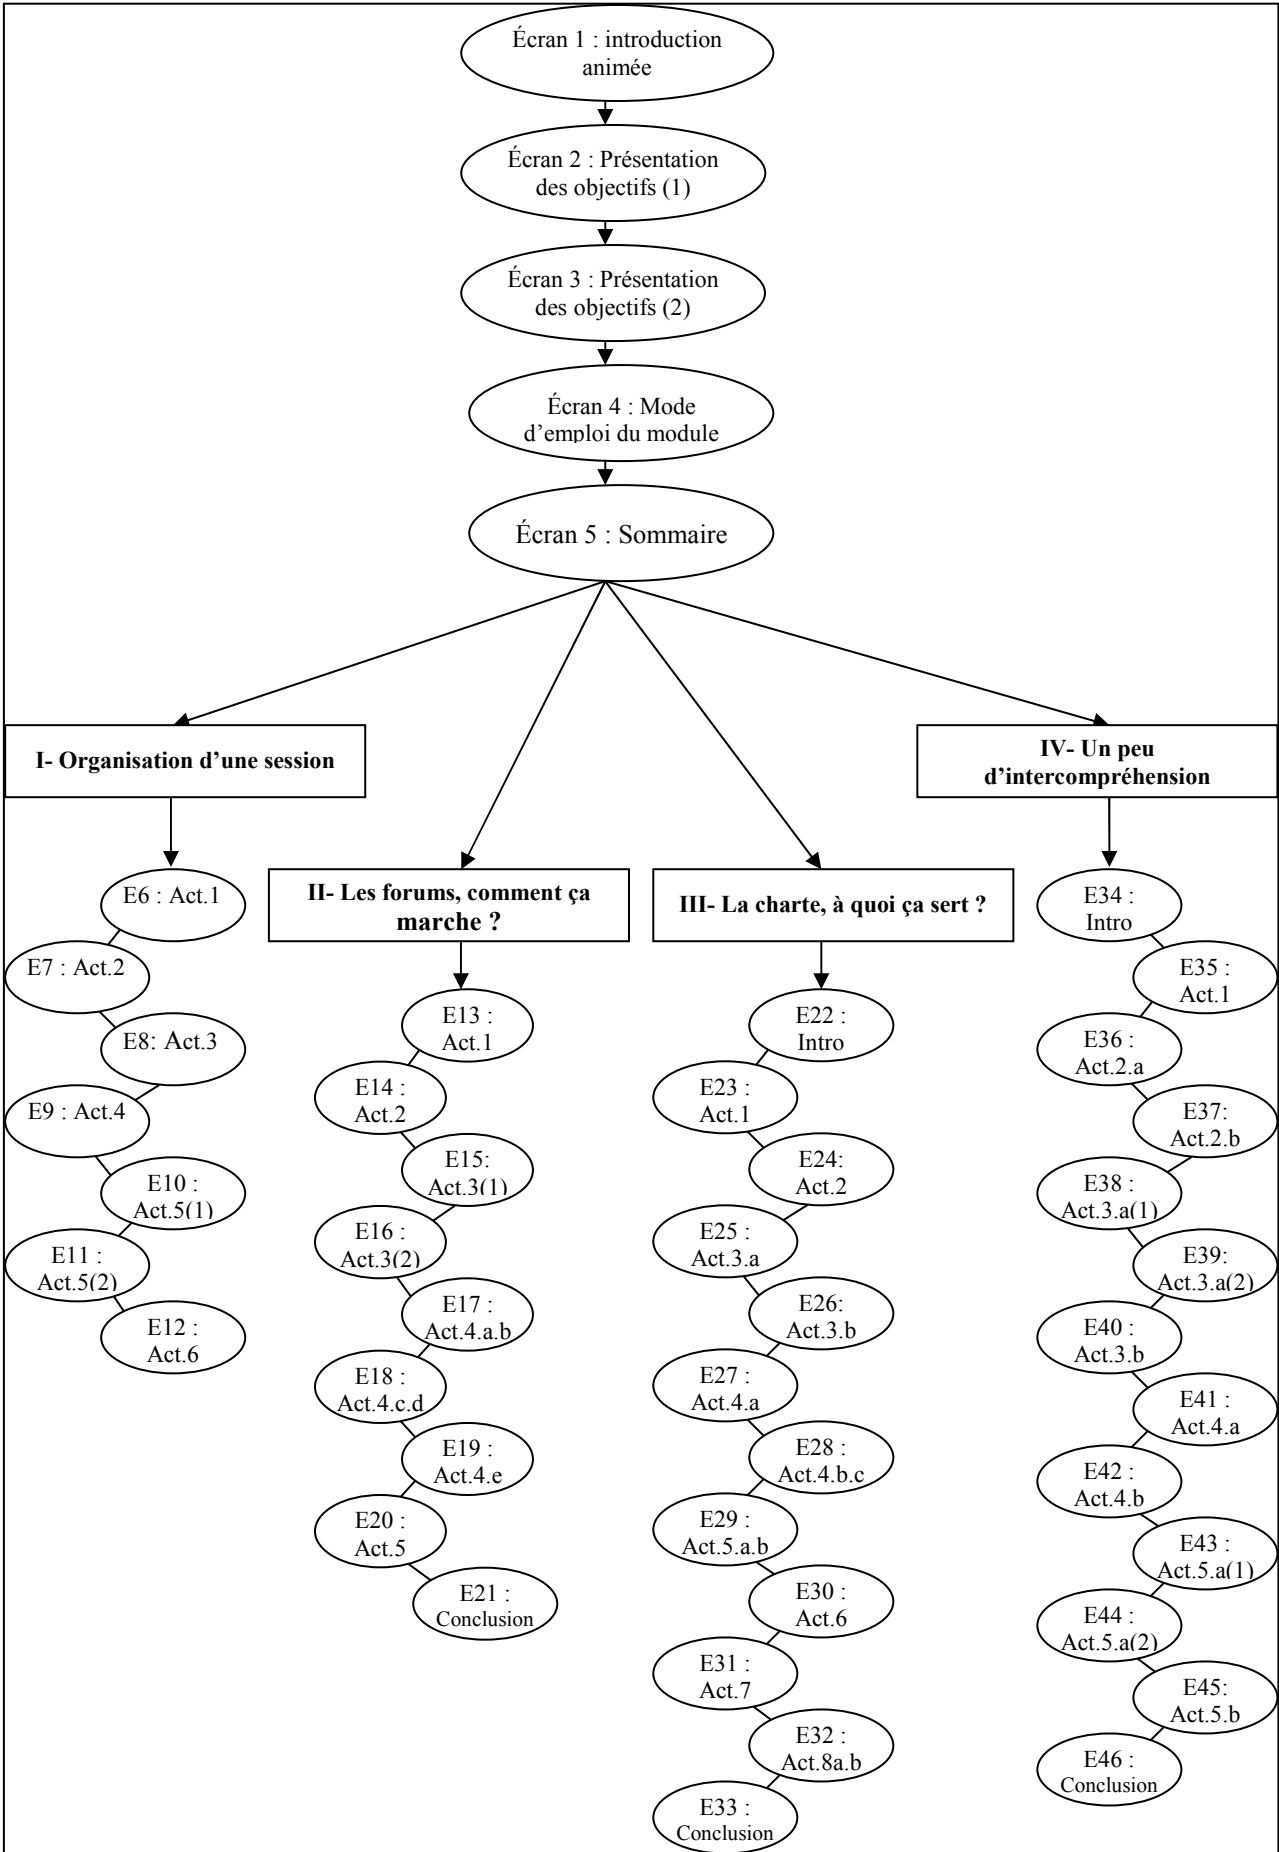 Écran 1 : introduction
animée
Écran 2 : Présentation
des objectifs (1)
Écran 3 : Présentation
des objectifs (2)
Écran 4 : Mode
d’emploi du module
Écran 5 : Sommaire
I- Organisation d’une session
E6 : Act.1
E7 : Act.2
E8: Act.3
E9 : Act.4
E10 :
Act.5(1)
E11 :
Act.5(2)
E12 :
Act.6
II- Les forums, comment ça
marche ?
E13 :
Act.1
E14 :
Act.2
E15:
Act.3(1)
E16 :
Act.3(2)
E17 :
Act.4.a.b
E18 :
Act.4.c.d
E19 :
Act.4.e
E20 :
Act.5
E21 :
Conclusion
III- La charte, à quoi ça sert ?
E22 :
Intro
E23 :
Act.1
E24:
Act.2
E25 :
Act.3.a
E26:
Act.3.b
E27 :
Act.4.a
E28 :
Act.4.b.c
E29 :
Act.5.a.b
E30 :
Act.6
E31 :
Act.7
E32 :
Act.8a.b
E33 :
Conclusion
IV- Un peu
d’intercompréhension
E34 :
Intro
E35 :
Act.1
E36 :
Act.2.a
E37:
Act.2.b
E38 :
Act.3.a(1)
E39:
Act.3.a(2)
E40 :
Act.3.b
E41 :
Act.4.a
E42 :
Act.4.b
E43 :
Act.5.a(1)
E44 :
Act.5.a(2)
E45:
Act.5.b
E46 :
Conclusion